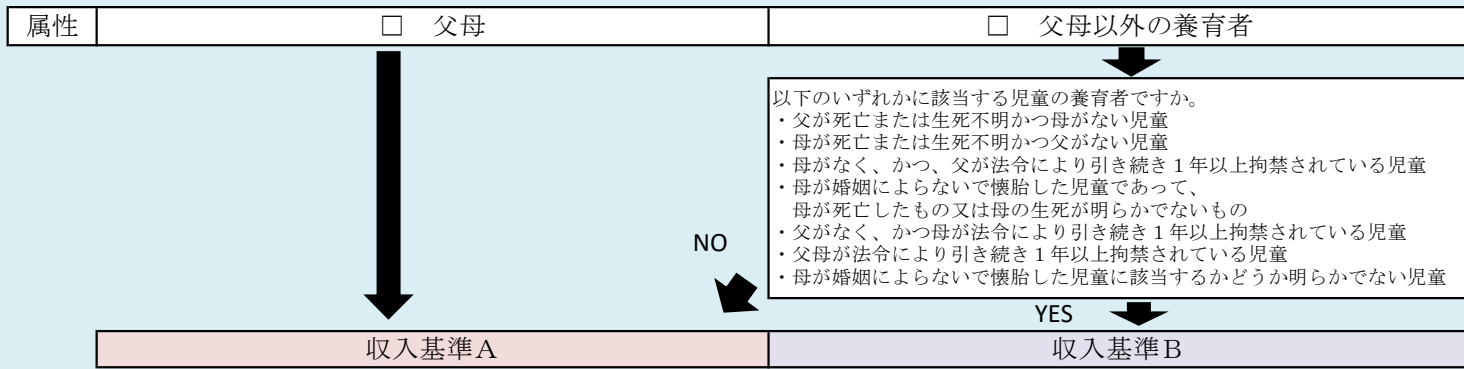 属性 □ 父母 □ 父母以外の養育者
以下のいずれかに該当する児童の養育者ですか。
・父が死亡または生死不明かつ母がない児童
・母が死亡または生死不明かつ父がない児童
・母がなく、かつ、父が法令により引き続き１年以上拘禁されている児童
・母が婚姻によらないで懐胎した児童であって、
母が死亡したもの又は母の生死が明らかでないもの
・父がなく、かつ母が法令により引き続き１年以上拘禁されている児童
・父母が法令により引き続き１年以上拘禁されている児童
・母が婚姻によらないで懐胎した児童に該当するかどうか明らかでない児童
NO
YES
収入基準Ａ 収入基準Ｂ